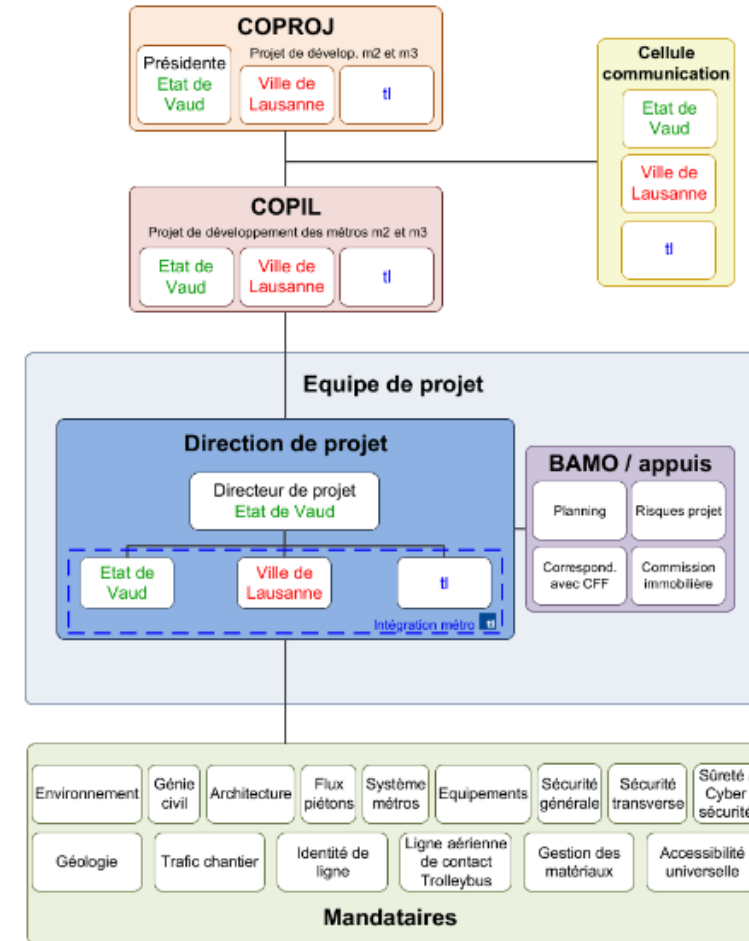 COPROJ
Projet de dévelop. m2 et m3
Présidente
Etat de
Vaud
Ville de
Lausanne
tl
Cellule
communication
Etat de
Vaud
Ville de
Lausanne
tl
COPIL
Projet de développement des métros m2 et m3
Etat de
Vaud
Ville de
Lausanne
tl
Equipe de projet
Direction de projet
Directeur de projet
Etat de Vaud
Etat de
Vaud
Ville de
Lausanne
tl
Intégration métro tl
BAMO / appuis
Planning
Risques projet
Correspond.
avec CFF
Commission
immobilière
Environnement
Génie
civil
Architecture
Flux
piétons
Système
métros
Equipements
Sécurité
générale
Sécurité
transverse
Sûreté
Cyber
sécurité
Géologie
Trafic chantier
Identité de
ligne
Ligne aérienne
de contact
Trolleybus
Gestion des
matériaux
Accessibilité
universelle
Mandataires